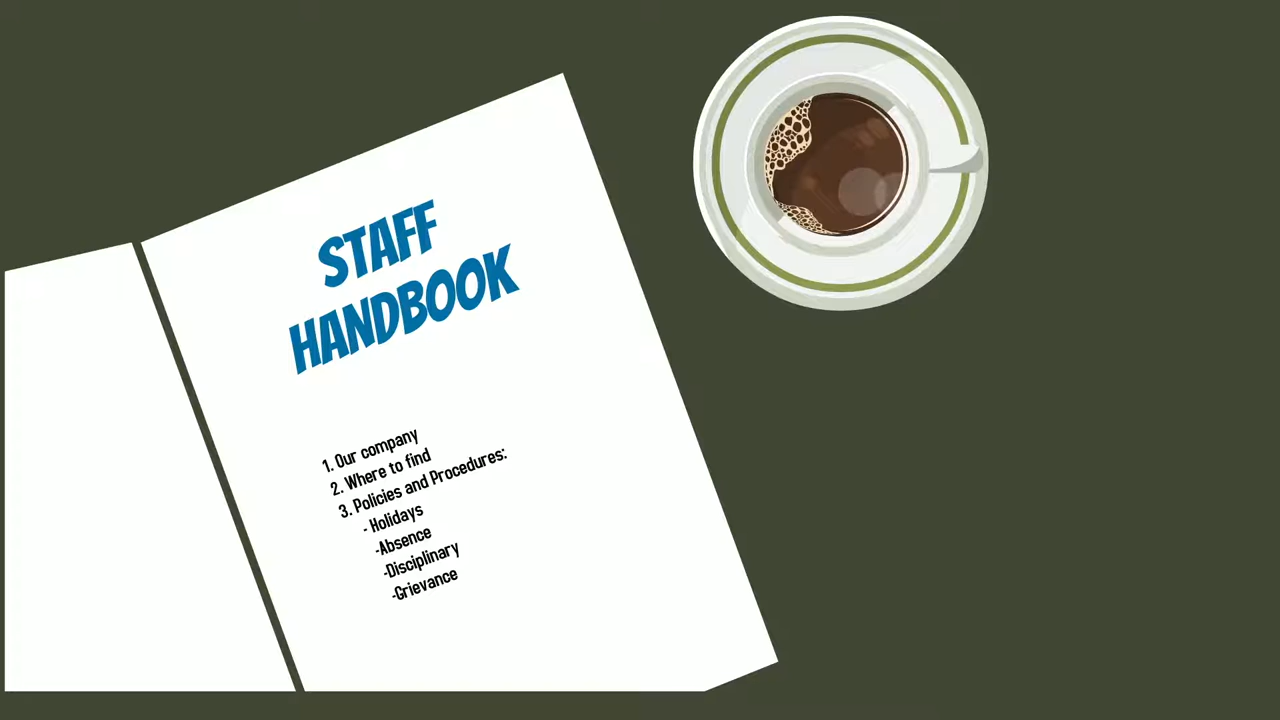 STAFF
HANDBOOK
1. Our company
2. Where to find
3. Policies and Procedures:
- Holidays
-Absence
-Disciplinary
-Grievance